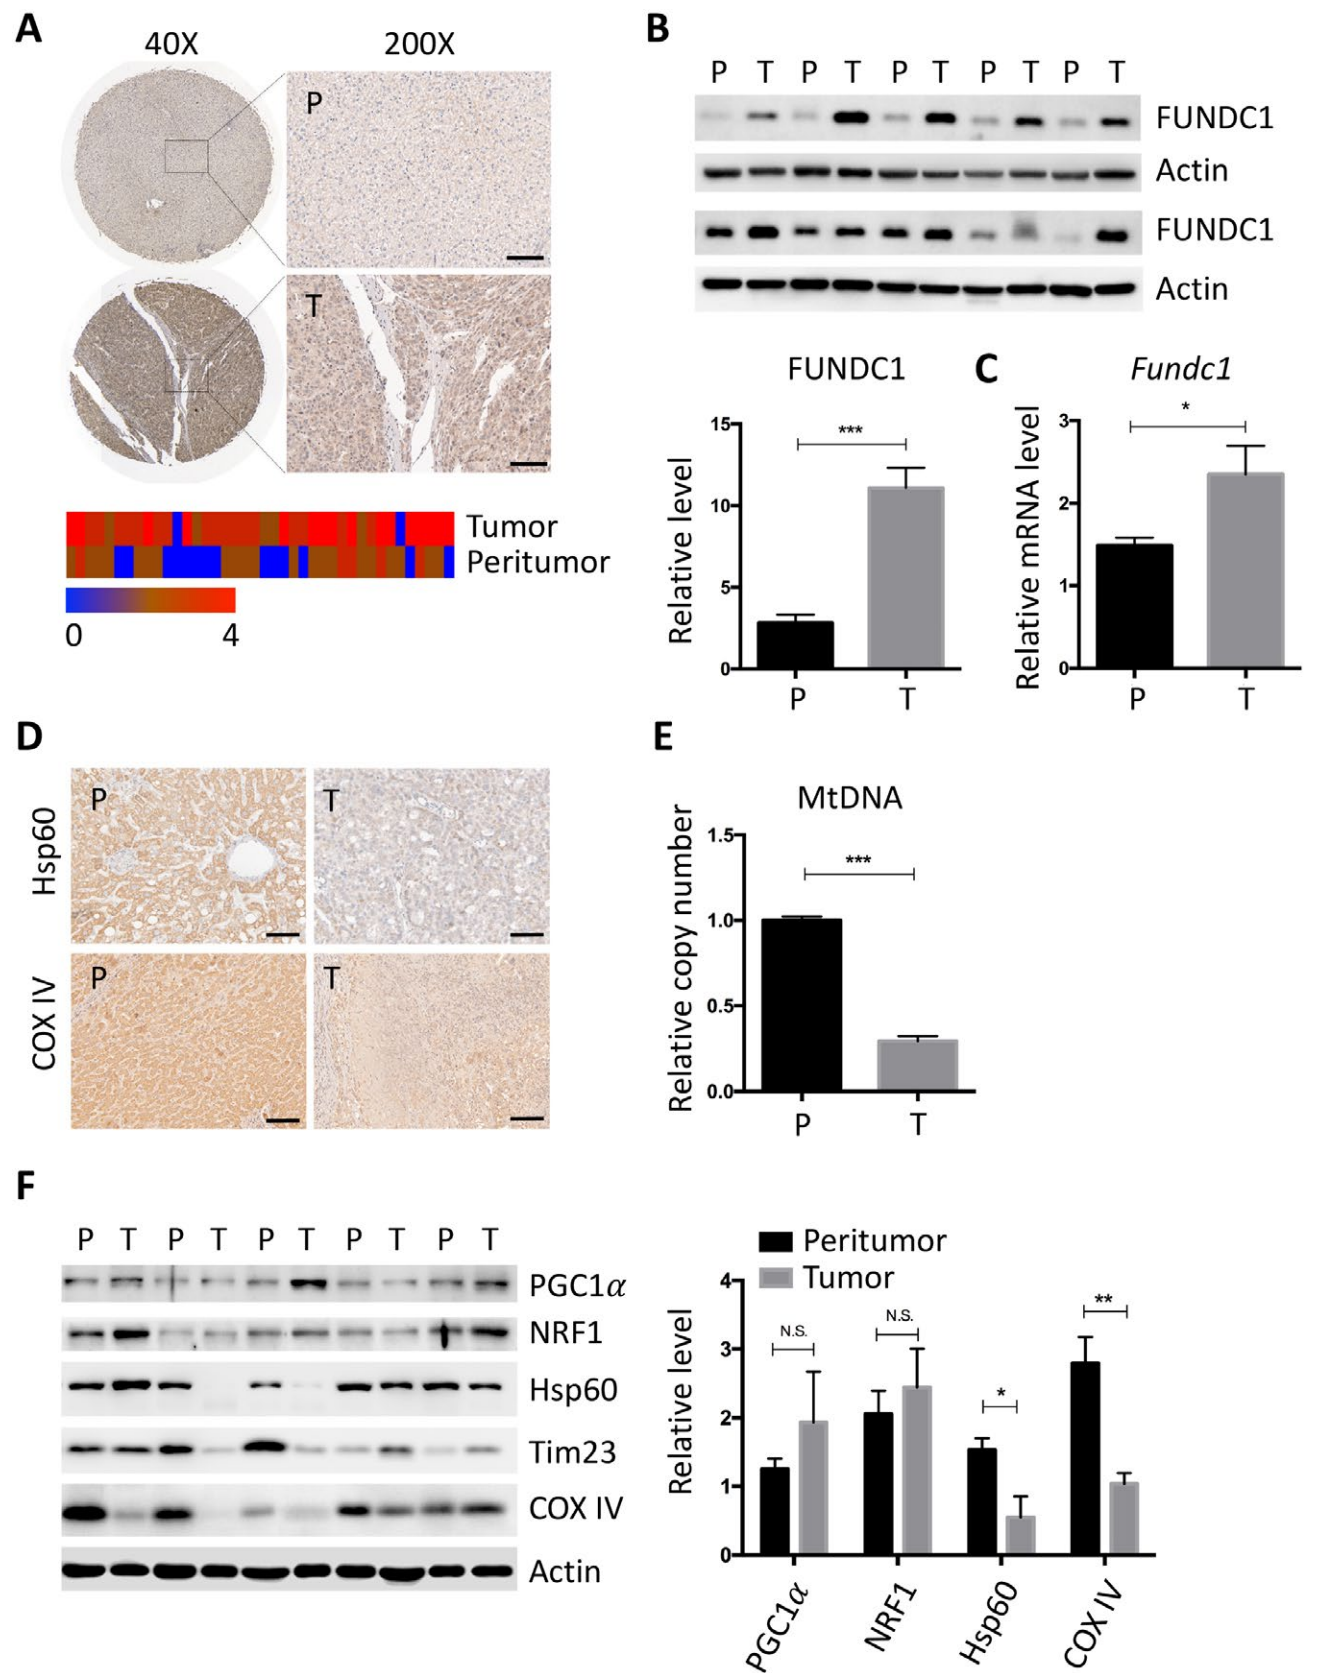 A
40X 200X
P
T
Tumor
Peritumor
0 4
B
P T P T P T P T P T
FUNDC1
Actin
FUNDC1
Actin
FUNDC1
Relative level
15
10
5
0
***
P T
C
Fundc1
Relative mRNA level
3
2
1
0
*
P T
D
Hsp60
P T
COX IV
P T
E
MtDNA
Relative copy number
1.5
1.0
0.5
0.0
***
P T
F
P T P T P T P T P T
PGC1α
NRF1
Hsp60
Tim23
COX IV
Actin
Peritumor
Tumor
Relative level
4
3
2
1
0
N.S.
N.S.
*
**
PGC1α NRF1 Hsp60 COX IV